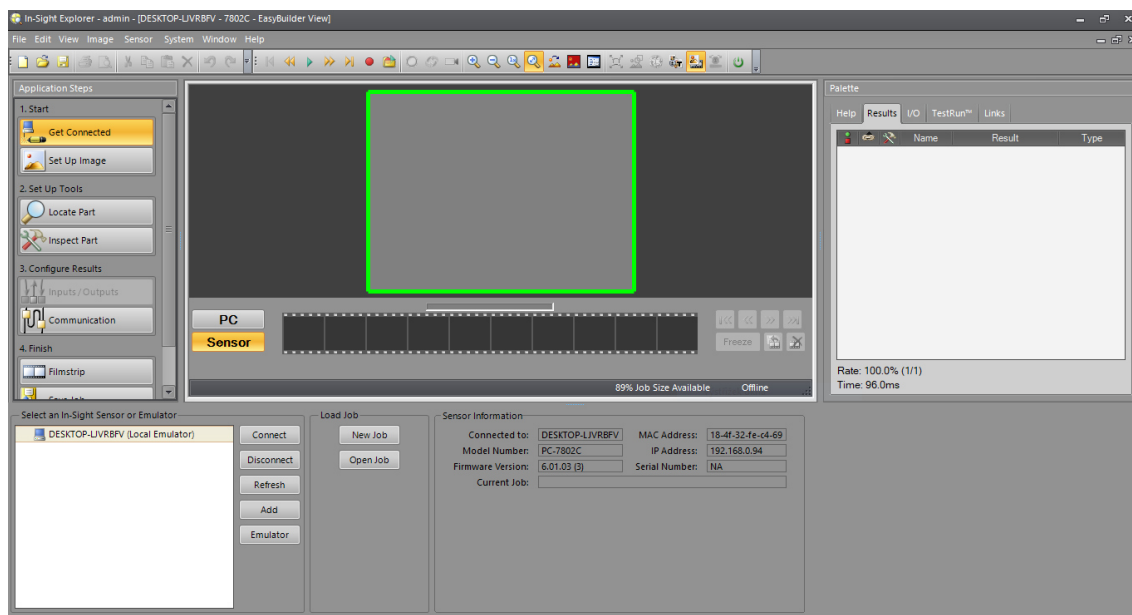 In-Sight Explorer - admin - [DESKTOP-LJVRBFV - 7802C - EasyBuilder View]
File Edit View Image Sensor System Window Help
Application Steps
1. Start
Get Connected
Set Up Image
2. Set Up Tools
Locate Part
Inspect Part
3. Configure Results
Inputs / Outputs
Communication
4. Finish
Filmstrip
Save Job
PC
Sensor
Freeze
89% Job Size Available Offline
Palette
Help Results I/O TestRun™ Links
Name Result Type
Rate: 100.0% (1/1)
Time: 96.0ms
Select an In-Sight Sensor or Emulator
DESKTOP-LJVRBFV (Local Emulator)
Connect
Disconnect
Refresh
Add
Emulator
Load Job
New Job
Open Job
Sensor Information
Connected to: DESKTOP-LJVRBFV MAC Address: 18-4f-32-fe-c4-69
Model Number: PC-7802C IP Address: 192.168.0.94
Firmware Version: 6.01.03 (3) Serial Number: NA
Current Job: